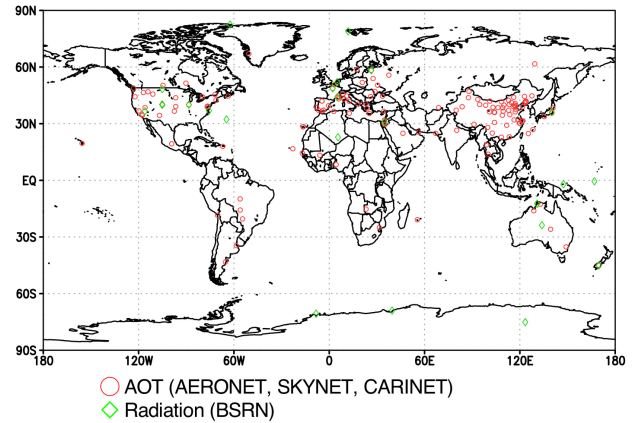 90N
60N
30N
EQ
30S
60S
90S
180 120W 60W 0 60E 120E 180
AOT (AERONET, SKYNET, CARINET)
Radiation (BSRN)